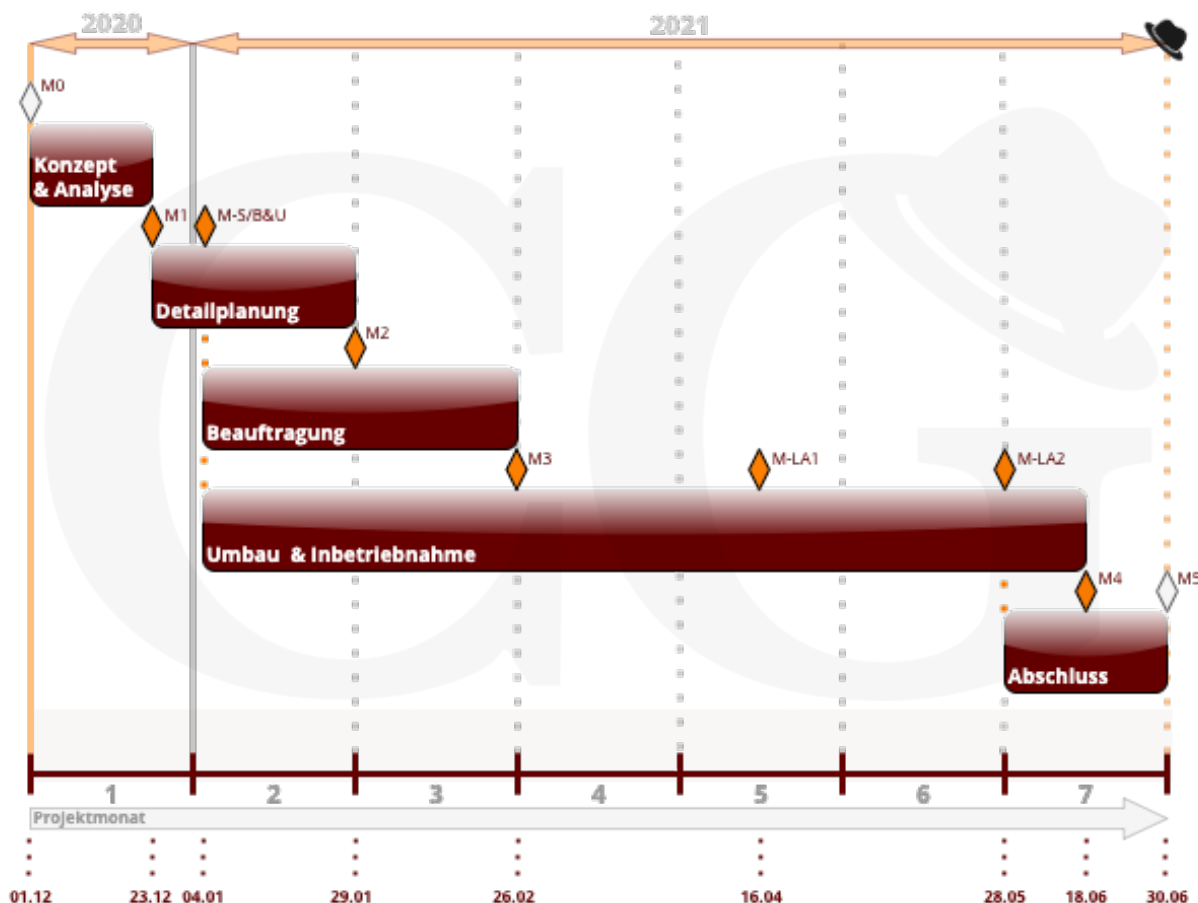 2020
2021
M0
Konzept
& Analyse
M1
M-S/B&U
Detailplanung
M2
Beauftragung
M3
M-LA1
M-LA2
Umbau & Inbetriebnahme
M4
M5
Abschluss
1
2
3
4
5
6
7
Projektmonat
01.12
23.12
04.01
29.01
26.02
16.04
28.05
18.06
30.06
CG